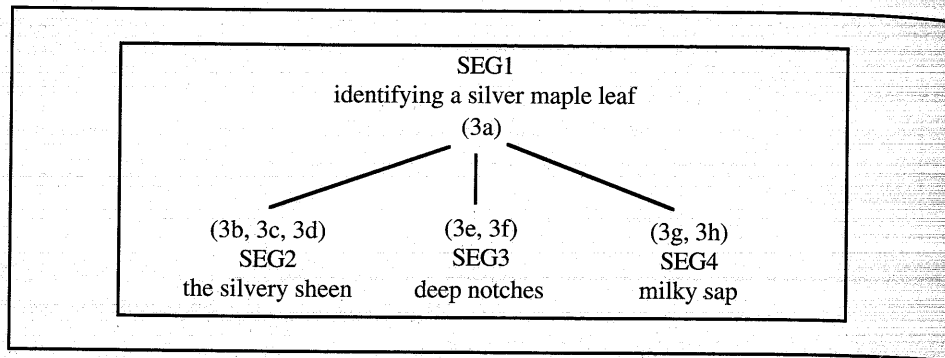 SEG1
identifying a silver maple leaf
(3a)
(3b, 3c, 3d)
SEG2
the silvery sheen
(3e, 3f)
SEG3
deep notches
(3g, 3h)
SEG4
milky sap